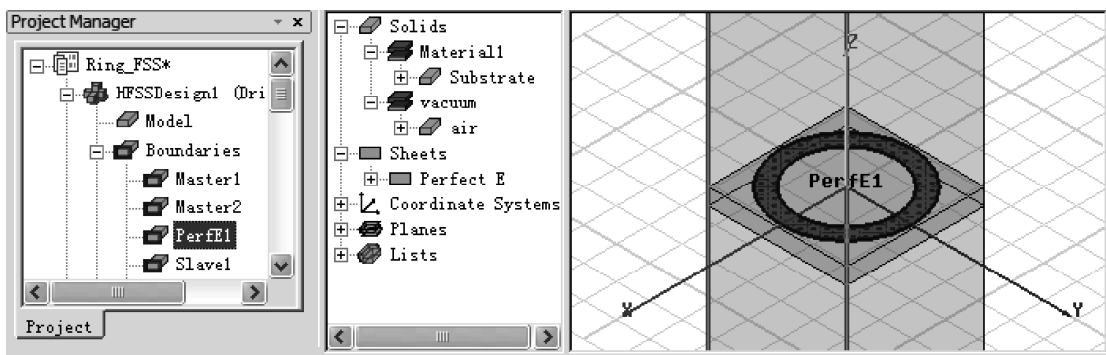 Project Manager
Ring_FSS*
HFSSDesign1 (Dri
Model
Boundaries
Master1
Master2
PerfE1
Slave1
Project
Solids
Material1
Substrate
vacuum
air
Sheets
Perfect E
Coordinate Systems
Planes
Lists
Z
PerfE1
X
Y